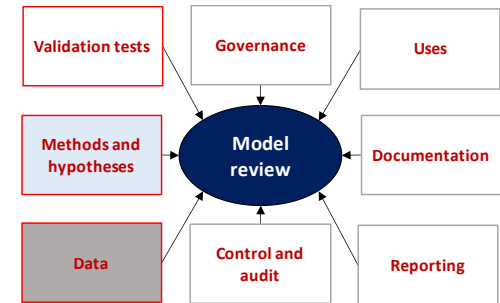 Validation tests
Governance
Uses
Methods and
hypotheses
Model
review
Documentation
Data
Control and
audit
Reporting